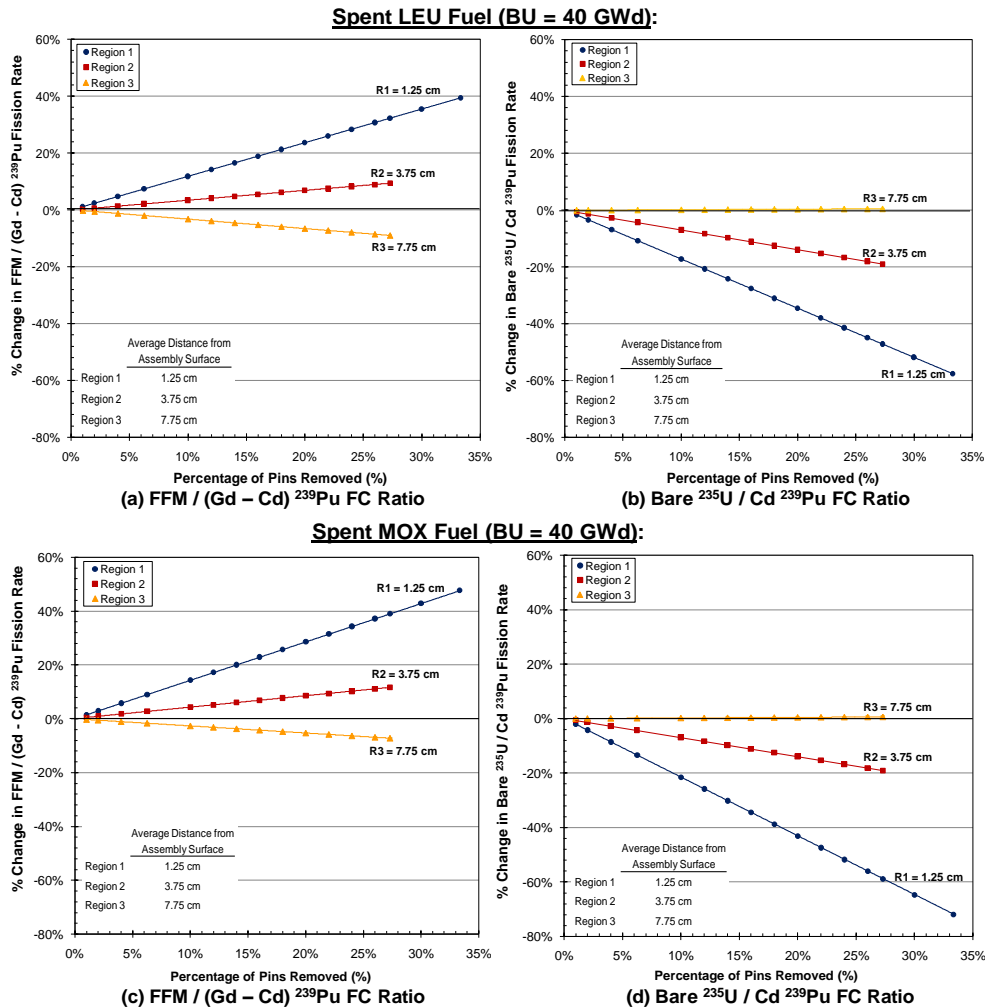 Spent LEU Fuel (BU = 40 GWd):
% Change in FFM / (Gd - Cd) ²³⁹Pu Fission Rate
60%
40%
20%
0%
-20%
-40%
-60%
-80%
Region 1
Region 2
Region 3
R1 = 1.25 cm
R2 = 3.75 cm
R3 = 7.75 cm
Average Distance from
Assembly Surface
Region 1 1.25 cm
Region 2 3.75 cm
Region 3 7.75 cm
0% 5% 10% 15% 20% 25% 30% 35%
Percentage of Pins Removed (%)
(a) FFM / (Gd – Cd) ²³⁹Pu FC Ratio
% Change in Bare ²³⁵U / Cd ²³⁹Pu Fission Rate
60%
40%
20%
0%
-20%
-40%
-60%
-80%
Region 1
Region 2
Region 3
R3 = 7.75 cm
R2 = 3.75 cm
R1 = 1.25 cm
Average Distance from
Assembly Surface
Region 1 1.25 cm
Region 2 3.75 cm
Region 3 7.75 cm
0% 5% 10% 15% 20% 25% 30% 35%
Percentage of Pins Removed (%)
(b) Bare ²³⁵U / Cd ²³⁹Pu FC Ratio
Spent MOX Fuel (BU = 40 GWd):
% Change in FFM / (Gd - Cd) ²³⁹Pu Fission Rate
60%
40%
20%
0%
-20%
-40%
-60%
-80%
Region 1
Region 2
Region 3
R1 = 1.25 cm
R2 = 3.75 cm
R3 = 7.75 cm
Average Distance from
Assembly Surface
Region 1 1.25 cm
Region 2 3.75 cm
Region 3 7.75 cm
0% 5% 10% 15% 20% 25% 30% 35%
Percentage of Pins Removed (%)
(c) FFM / (Gd – Cd) ²³⁹Pu FC Ratio
% Change in Bare ²³⁵U / Cd ²³⁹Pu Fission Rate
60%
40%
20%
0%
-20%
-40%
-60%
-80%
Region 1
Region 2
Region 3
R3 = 7.75 cm
R2 = 3.75 cm
R1 = 1.25 cm
Average Distance from
Assembly Surface
Region 1 1.25 cm
Region 2 3.75 cm
Region 3 7.75 cm
0% 5% 10% 15% 20% 25% 30% 35%
Percentage of Pins Removed (%)
(d) Bare ²³⁵U / Cd ²³⁹Pu FC Ratio